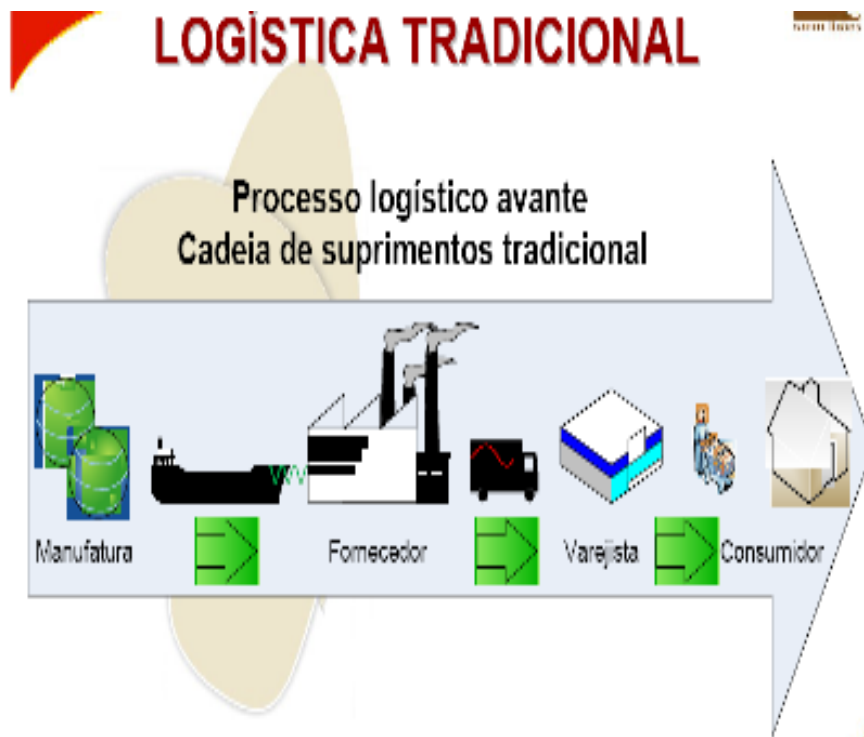 LOGÍSTICA TRADICIONAL
Processo logístico avante
Cadeia de suprimentos tradicional
Manufatura
Fornecedor
Varejista
Consumidor